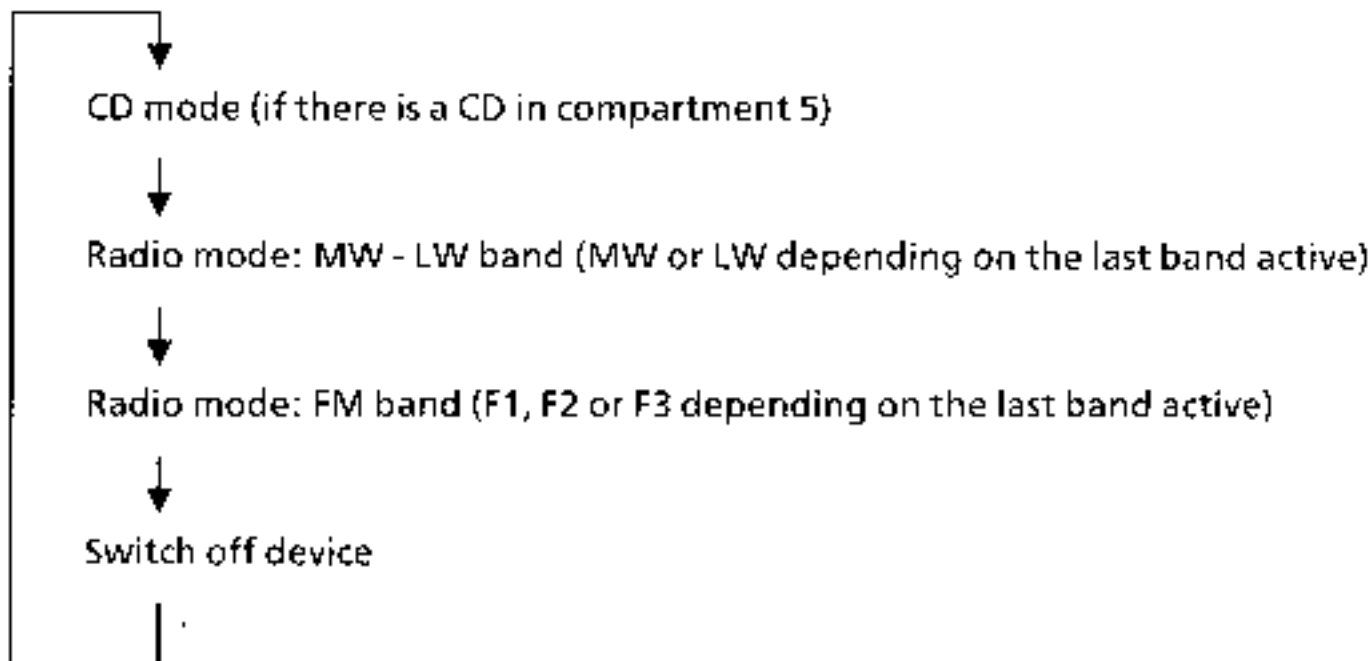 CD mode (if there is a CD in compartment 5)
Radio mode: MW - LW band (MW or LW depending on the last band active)
Radio mode: FM band (F1, F2 or F3 depending on the last band active)
Switch off device